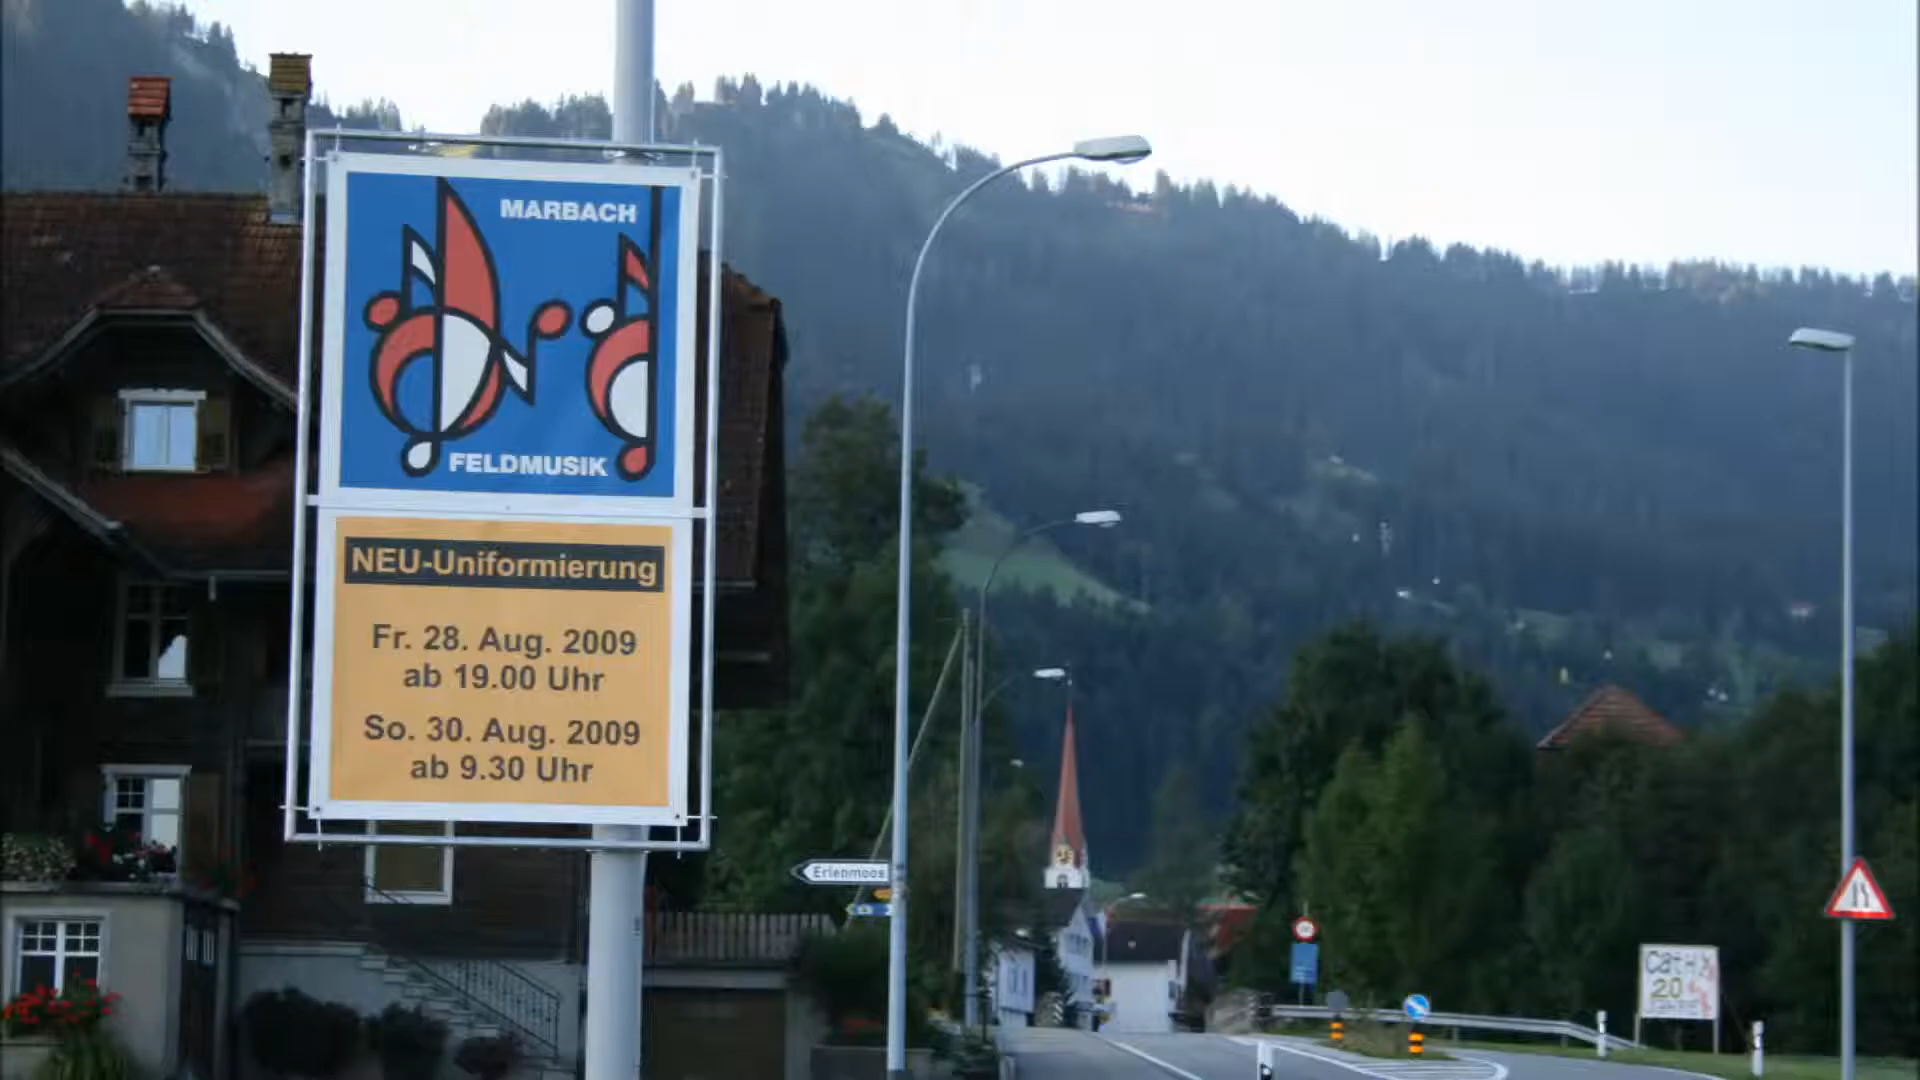 MARBACH
FELDMUSIK
NEU-Uniformierung
Fr. 28. Aug. 2009
ab 19.00 Uhr
So. 30. Aug. 2009
ab 9.30 Uhr
Erlenmoos
20